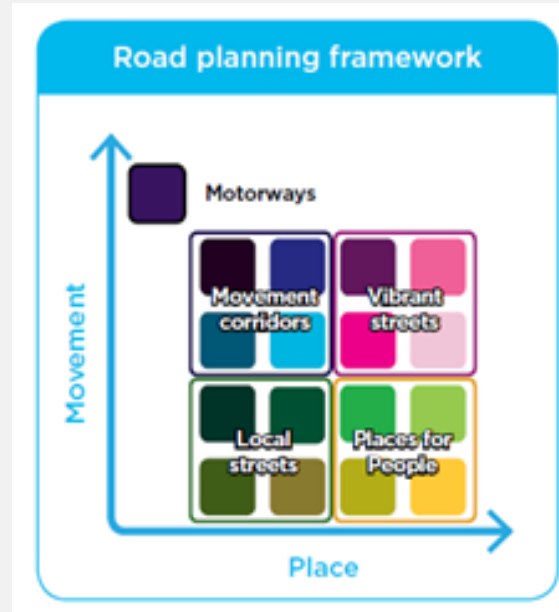 Road planning framework
Motorways
Movement
corridors
Vibrant
streets
Movement
Local
streets
Places for
People
Place